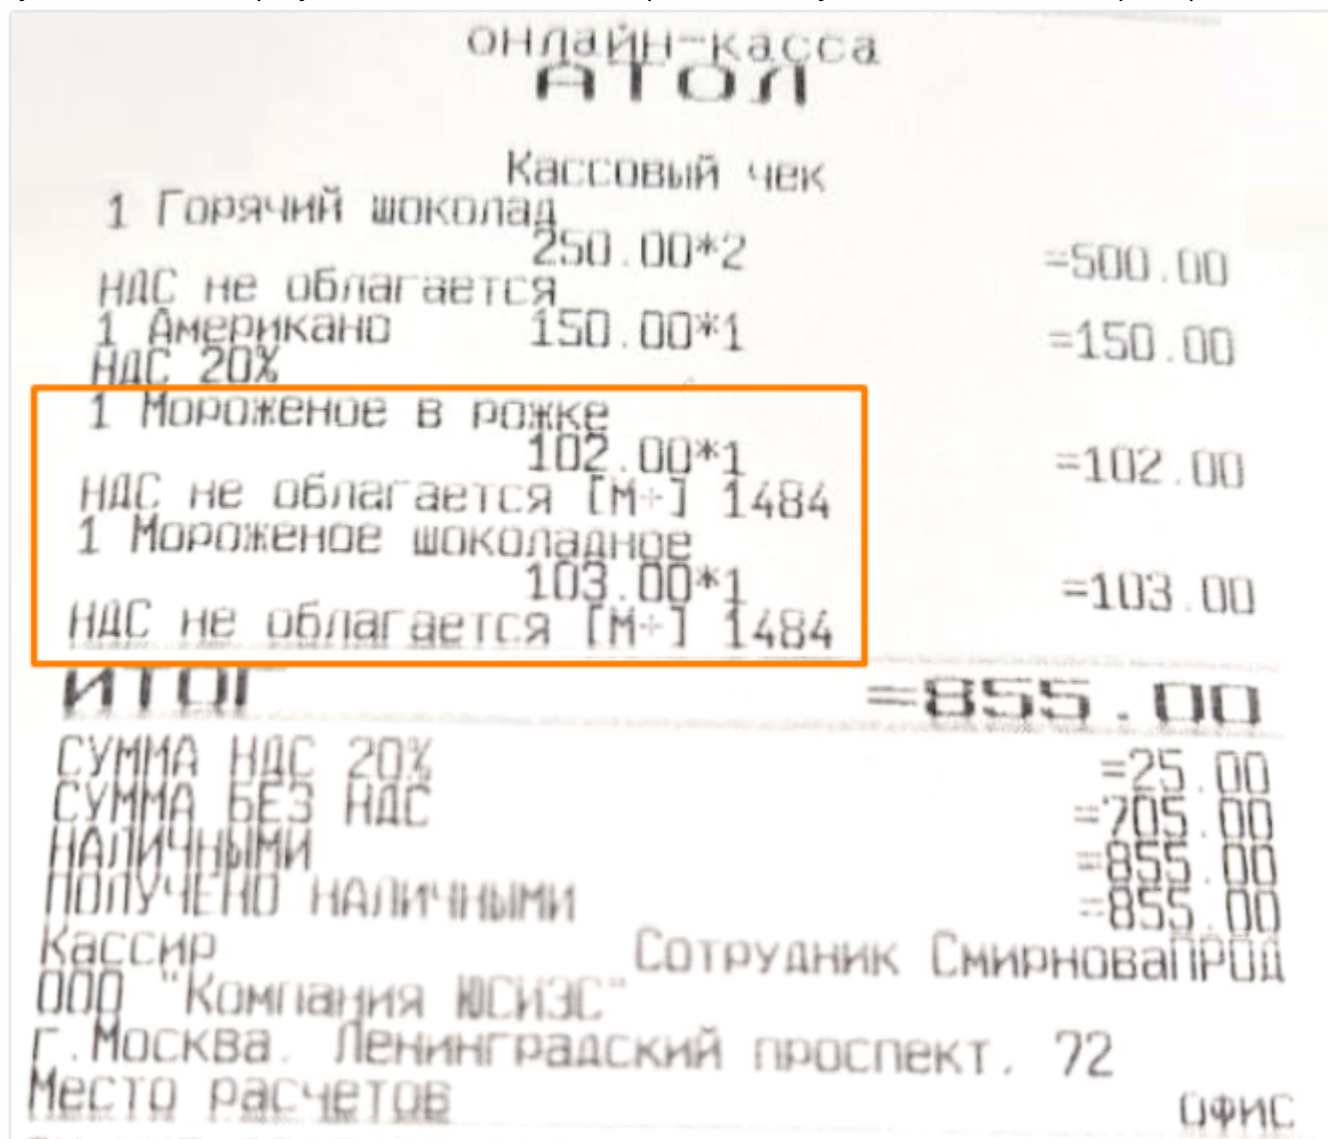 онлайн-касса
АТОЛ
Кассовый чек
1 Горячий шоколад
250.00*2 =500.00
НДС не облагается
1 Американо 150.00*1 =150.00
НДС 20%
1 Мороженое в рожке
102.00*1 =102.00
НДС не облагается [М+] 1484
1 Мороженое шоколадное
103.00*1 =103.00
НДС не облагается [М+] 1484
ИТОГ =855.00
СУММА НДС 20% =25.00
СУММА БЕЗ НДС =705.00
НАЛИЧНЫМИ =855.00
ПОЛУЧЕНО НАЛИЧНЫМИ =855.00
Кассир Сотрудник СмирноваПРОД
ООО "Компания ЮСИЭС"
г.Москва. Ленинградский проспект. 72
Место расчетов офис